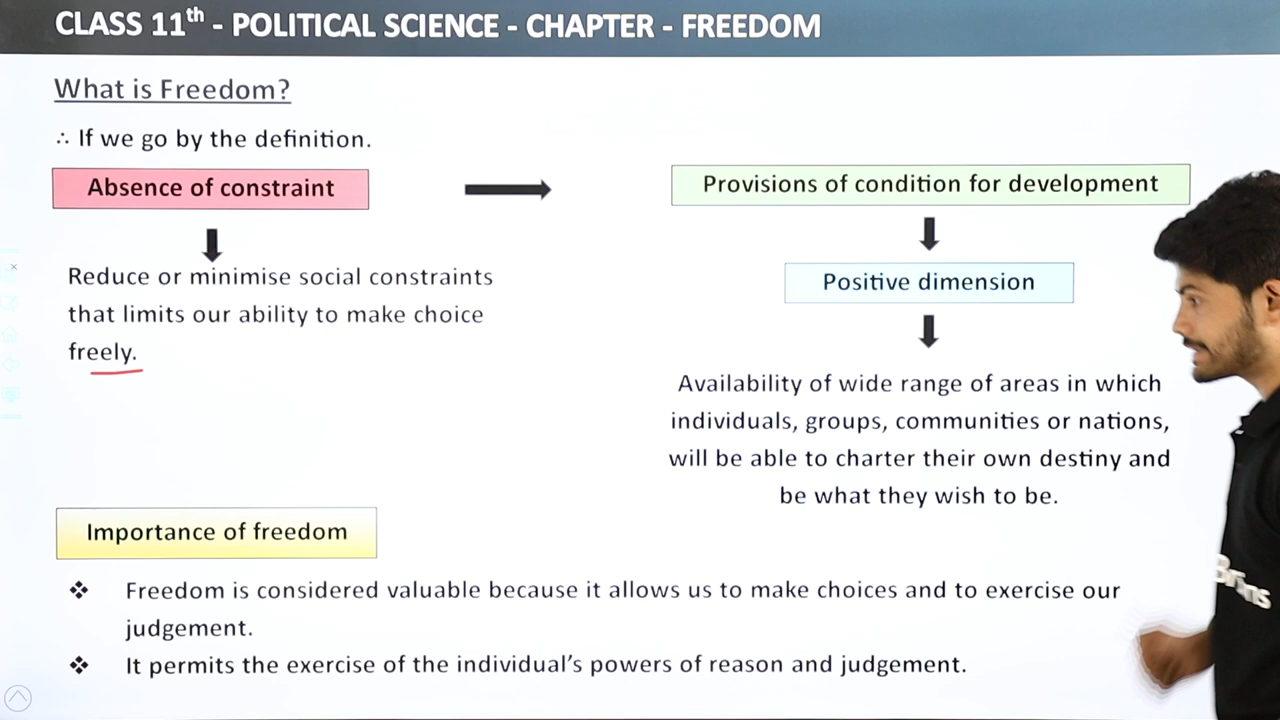 CLASS 11th - POLITICAL SCIENCE - CHAPTER - FREEDOM
What is Freedom?
∴ If we go by the definition.
Absence of constraint
Provisions of condition for development
Reduce or minimise social constraints
that limits our ability to make choice
freely.
Positive dimension
Availability of wide range of areas in which
individuals, groups, communities or nations,
will be able to charter their own destiny and
be what they wish to be.
Importance of freedom
❖ Freedom is considered valuable because it allows us to make choices and to exercise our
judgement.
❖ It permits the exercise of the individual's powers of reason and judgement.